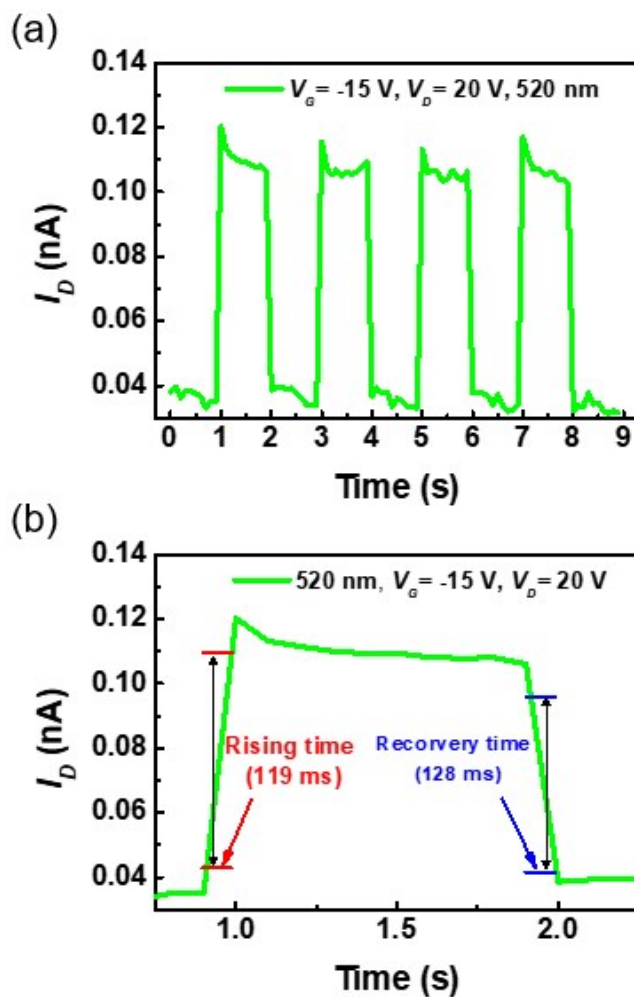 (a)
V_G = -15 V, V_D = 20 V, 520 nm
0.14
0.12
0.10
0.08
0.06
0.04
I_D (nA)
0 1 2 3 4 5 6 7 8 9
Time (s)
(b)
520 nm, V_G = -15 V, V_D = 20 V
0.14
0.12
0.10
0.08
0.06
0.04
I_D (nA)
Rising time
(119 ms)
Recorvery time
(128 ms)
1.0 1.5 2.0
Time (s)